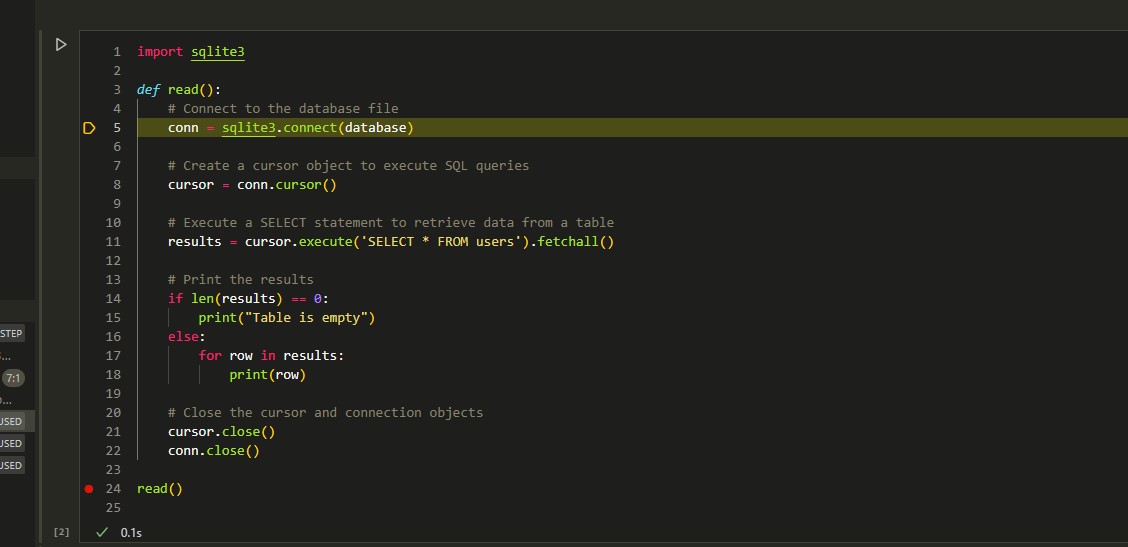 1 import sqlite3
2
3 def read():
4     # Connect to the database file
5     conn = sqlite3.connect(database)
6
7     # Create a cursor object to execute SQL queries
8     cursor = conn.cursor()
9
10     # Execute a SELECT statement to retrieve data from a table
11     results = cursor.execute('SELECT * FROM users').fetchall()
12
13     # Print the results
14     if len(results) == 0:
15         print("Table is empty")
16     else:
17         for row in results:
18             print(row)
19
20     # Close the cursor and connection objects
21     cursor.close()
22     conn.close()
23
24 read()
25
[2] 0.1s
STEP
...
7:1
...
USED
USED
USED